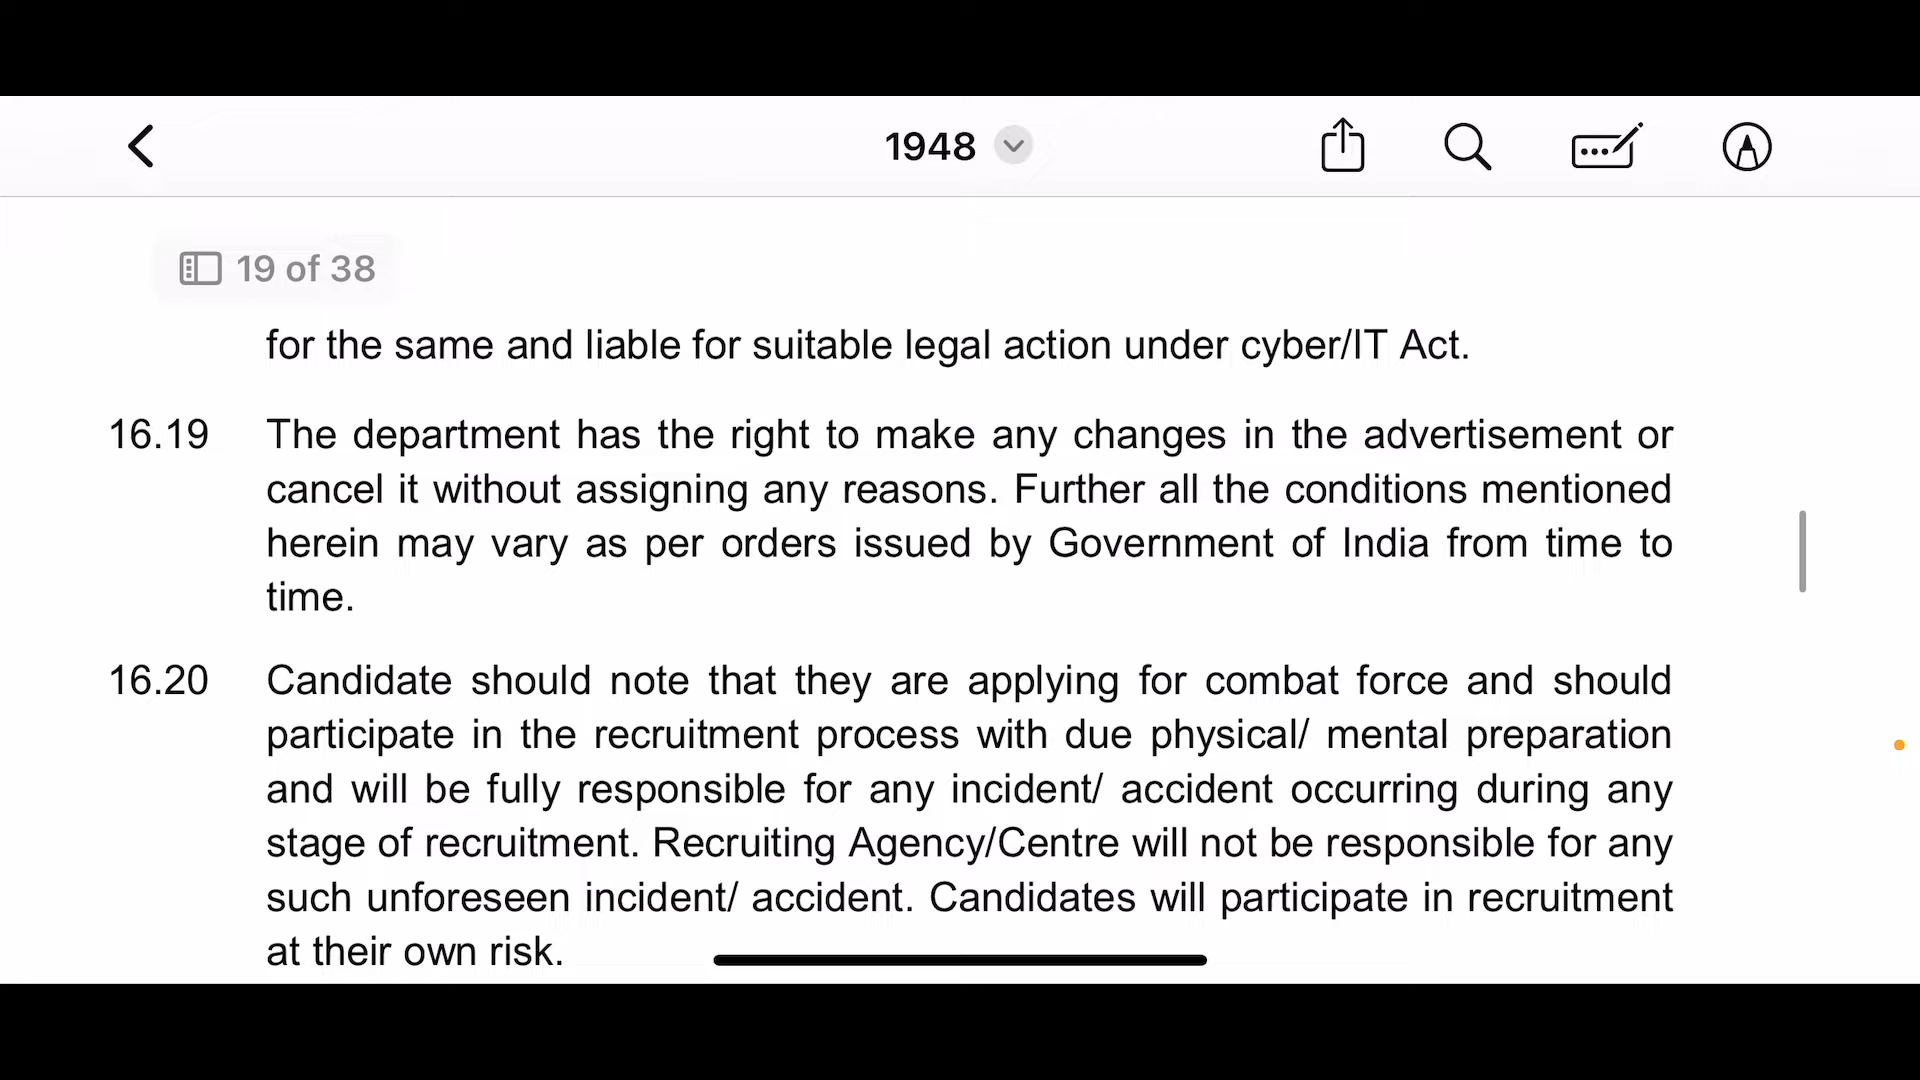 1948
19 of 38
for the same and liable for suitable legal action under cyber/IT Act.
16.19 The department has the right to make any changes in the advertisement or
cancel it without assigning any reasons. Further all the conditions mentioned
herein may vary as per orders issued by Government of India from time to
time.
16.20 Candidate should note that they are applying for combat force and should
participate in the recruitment process with due physical/ mental preparation
and will be fully responsible for any incident/ accident occurring during any
stage of recruitment. Recruiting Agency/Centre will not be responsible for any
such unforeseen incident/ accident. Candidates will participate in recruitment
at their own risk.